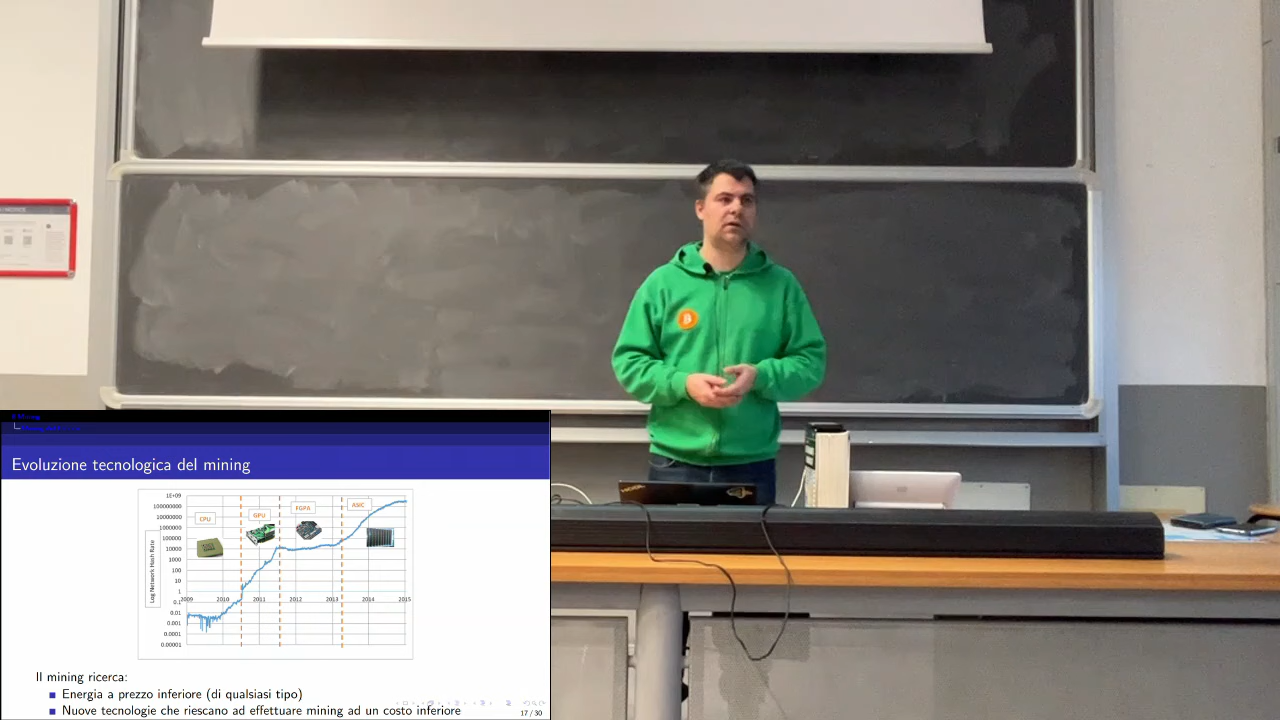 Il Mining
Evoluzione tecnologica del mining
1E+09
100000000
10000000
1000000
100000
10000
1000
100
10
1
0.1
0.01
0.001
0.0001
0.00001
Log Network Hash Rate
CPU
GPU
FGPA
ASIC
2009 2010 2011 2012 2013 2014 2015
Il mining ricerca:
Energia a prezzo inferiore (di qualsiasi tipo)
Nuove tecnologie che riescano ad effettuare mining ad un costo inferiore
17 / 30